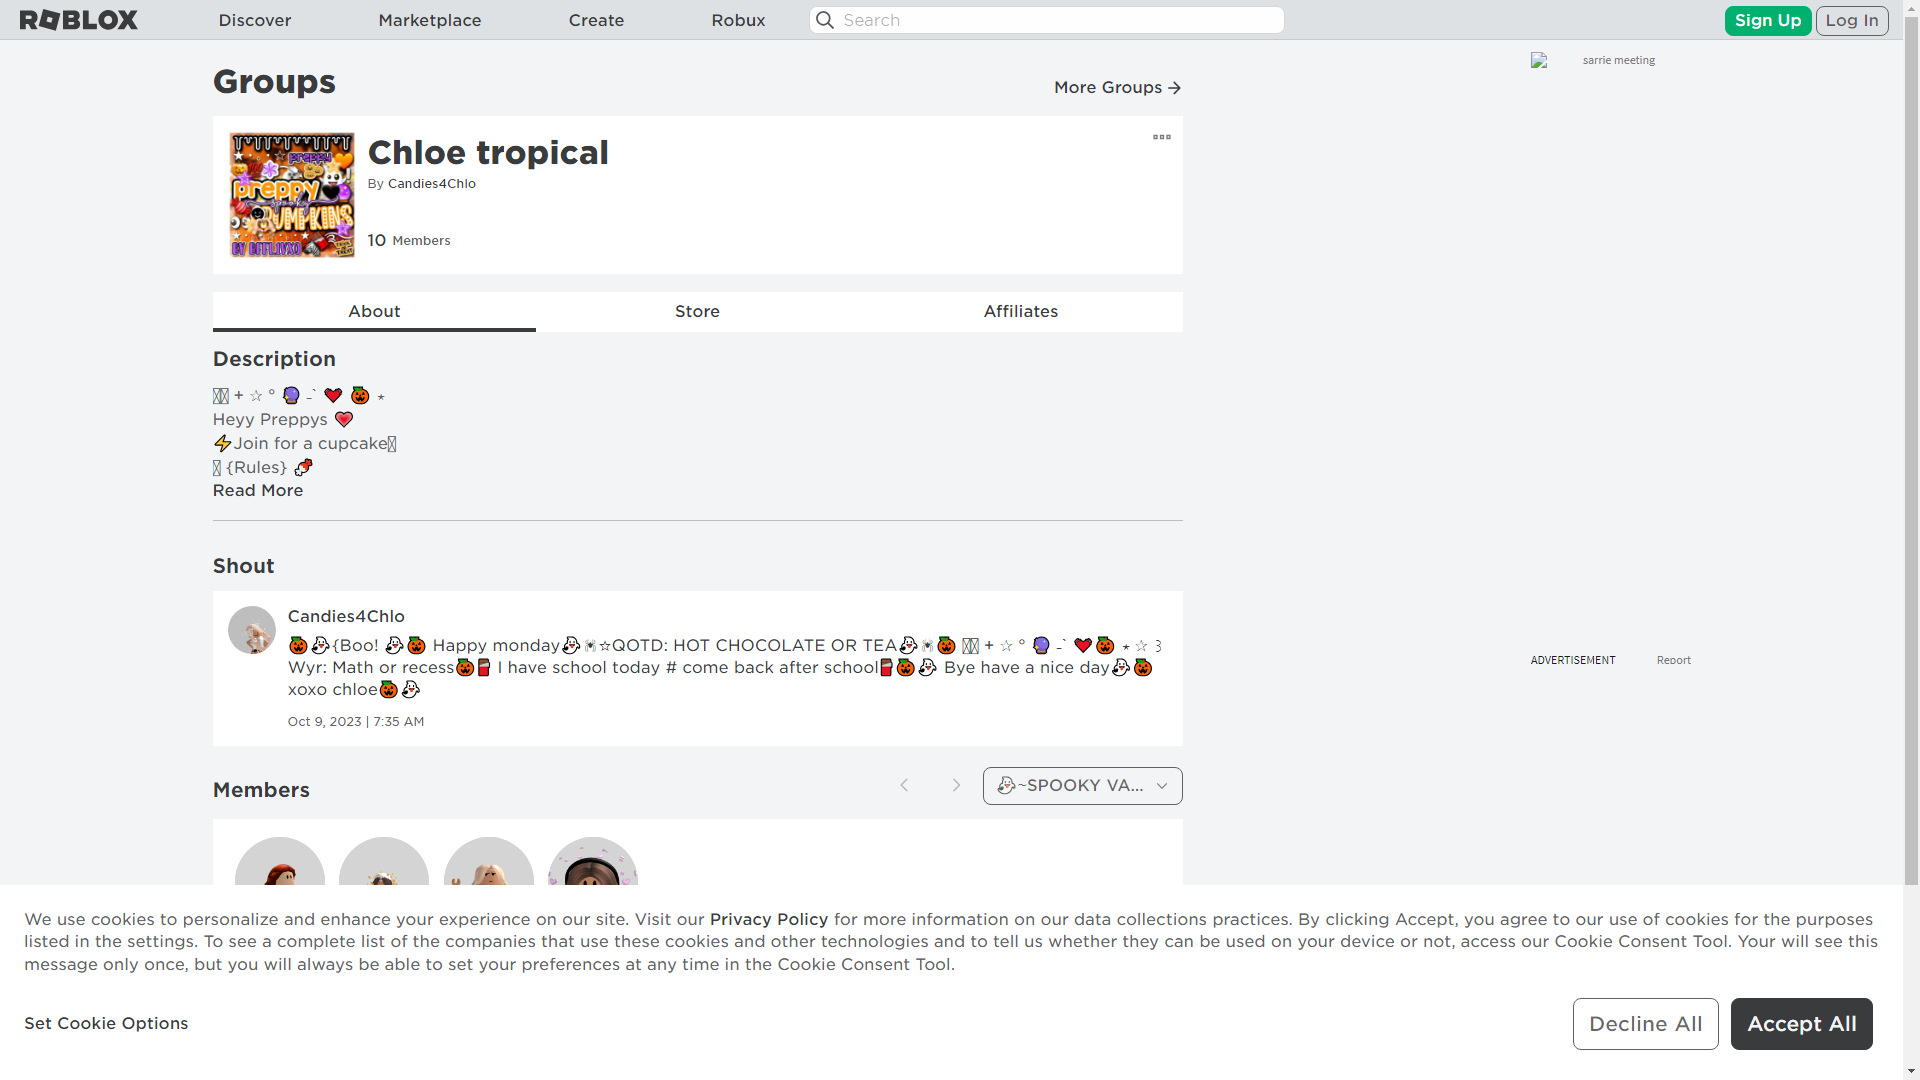 ROBLOX Discover Marketplace Create Robux Search Sign Up Log In
Groups
More Groups →
sarrie meeting
preppy
preppy
spooky
PUMPKINS
Chloe tropical
By Candies4Chlo
10 Members
About Store Affiliates
Description
+ ☆ ° 🔮 ₋` ❤️ 🎃 ⋆
Heyy Preppys 💗
⚡Join for a cupcake
{Rules} 🍬
Read More
Shout
Candies4Chlo
🎃👻{Boo! 👻🎃 Happy monday👻🕷☆QOTD: HOT CHOCOLATE OR TEA👻🕷🎃 + ☆ ° 🔮 ₋` ❤️🎃 ⋆ ☆ ꒱
Wyr: Math or recess🎃🍫 I have school today # come back after school🍫🎃👻 Bye have a nice day👻🎃
xoxo chloe🎃👻
Oct 9, 2023 | 7:35 AM
ADVERTISEMENT Report
Members
👻~SPOOKY VA...
We use cookies to personalize and enhance your experience on our site. Visit our Privacy Policy for more information on our data collections practices. By clicking Accept, you agree to our use of cookies for the purposes
listed in the settings. To see a complete list of the companies that use these cookies and other technologies and to tell us whether they can be used on your device or not, access our Cookie Consent Tool. Your will see this
message only once, but you will always be able to set your preferences at any time in the Cookie Consent Tool.
Set Cookie Options
Decline All
Accept All